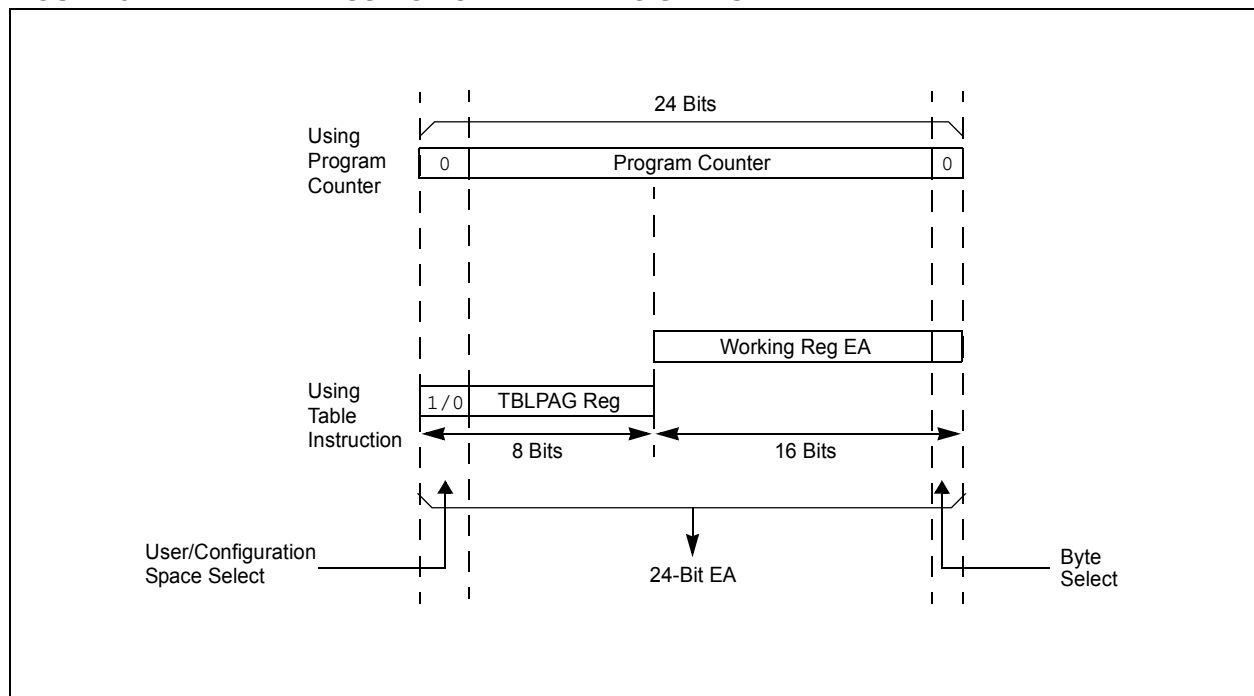 24 Bits
Using
Program
Counter
0
Program Counter
0
Working Reg EA
Using
Table
Instruction
1/0
TBLPAG Reg
8 Bits
16 Bits
User/Configuration
Space Select
24-Bit EA
Byte
Select